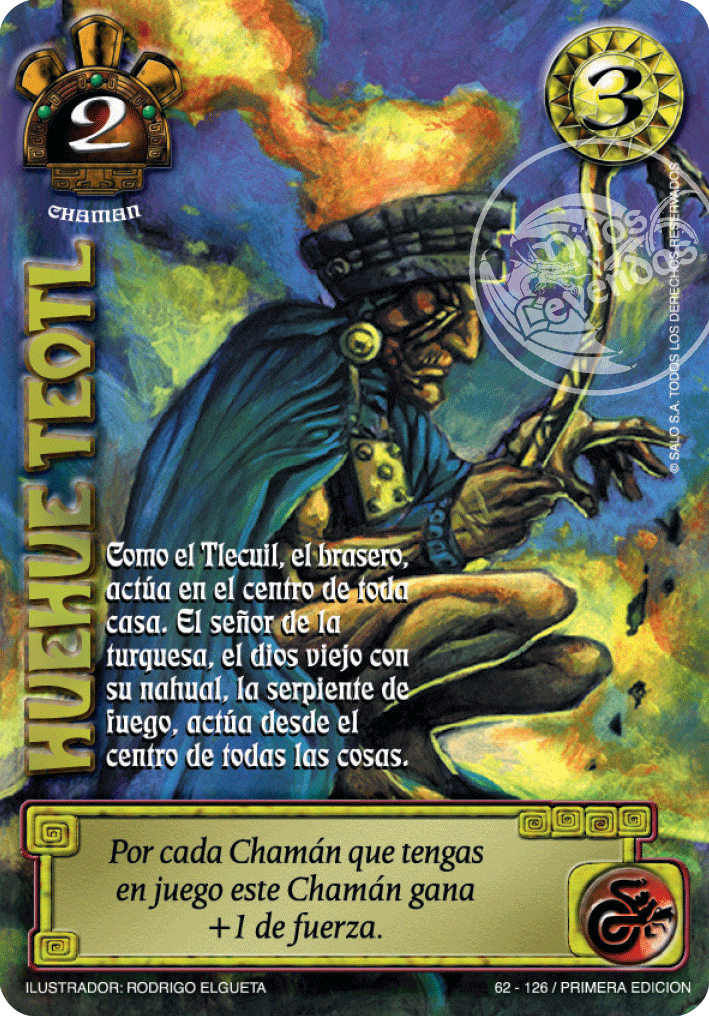 2
CHAMAN
3
Mitos
y
Leyendas
© SALO S.A. TODOS LOS DERECHOS RESERVADOS
HUEHUE TEOTL
Como el Tlecuil, el brasero,
actúa en el centro de toda
casa. El señor de la
turquesa, el dios viejo con
su nahual, la serpiente de
fuego, actúa desde el
centro de todas las cosas.
Por cada Chamán que tengas
en juego este Chamán gana
+1 de fuerza.
ILUSTRADOR: RODRIGO ELGUETA
62 - 126 / PRIMERA EDICION